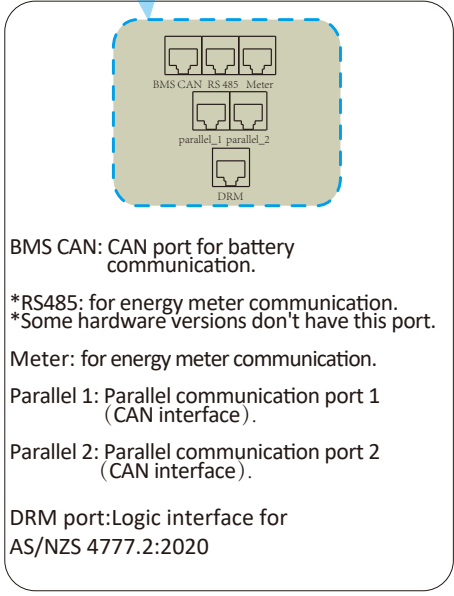 BMS CAN RS 485 Meter
parallel_1 parallel_2
DRM
BMS CAN: CAN port for battery
communication.
*RS485: for energy meter communication.
*Some hardware versions don't have this port.
Meter: for energy meter communication.
Parallel 1: Parallel communication port 1
（CAN interface）.
Parallel 2: Parallel communication port 2
（CAN interface）.
DRM port:Logic interface for
AS/NZS 4777.2:2020